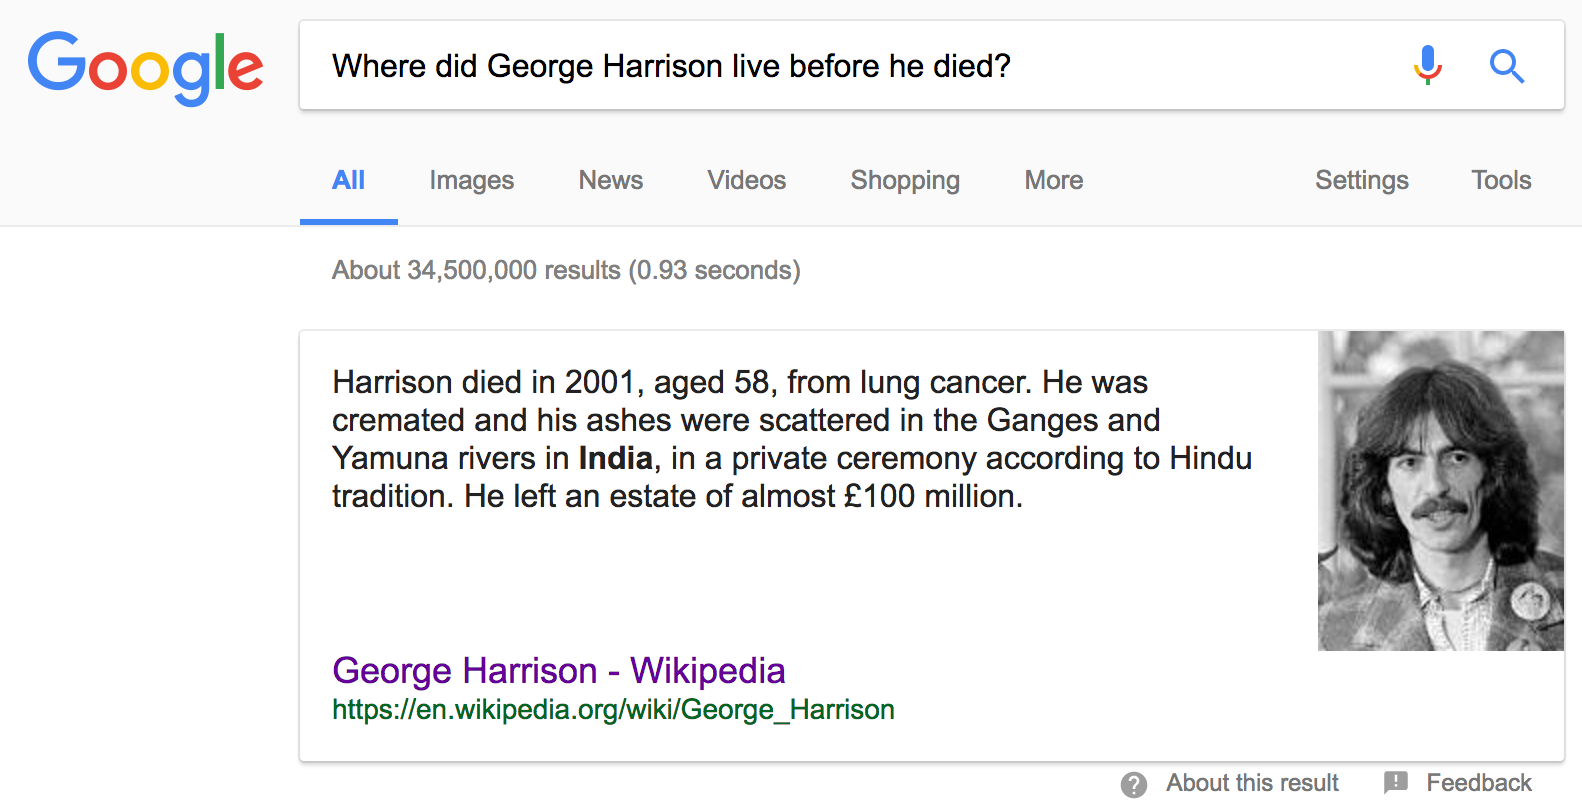 Google
Where did George Harrison live before he died?
All Images News Videos Shopping More Settings Tools
About 34,500,000 results (0.93 seconds)
Harrison died in 2001, aged 58, from lung cancer. He was
cremated and his ashes were scattered in the Ganges and
Yamuna rivers in India, in a private ceremony according to Hindu
tradition. He left an estate of almost £100 million.
George Harrison - Wikipedia
https://en.wikipedia.org/wiki/George_Harrison
About this result Feedback